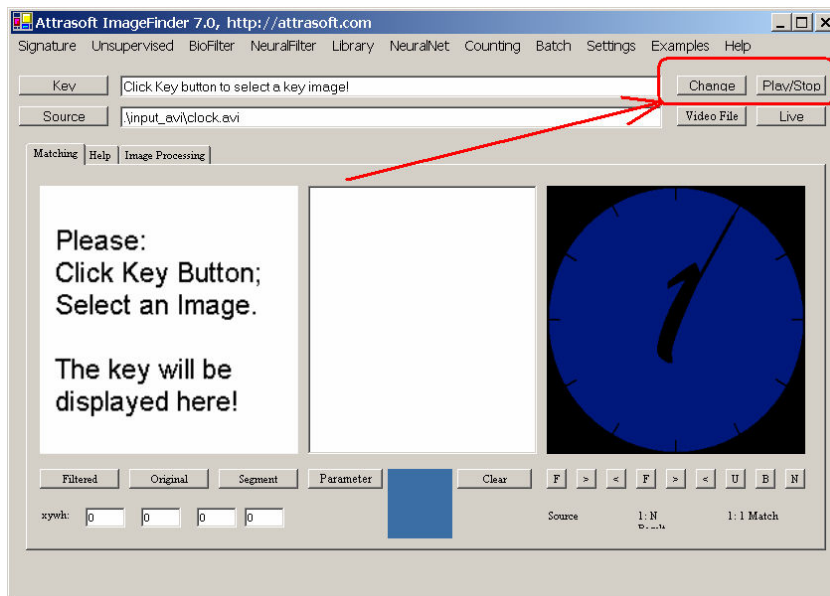 Attrasoft ImageFinder 7.0, http://attrasoft.com
Signature Unsupervised BioFilter NeuralFilter Library NeuralNet Counting Batch Settings Examples Help
Key Click Key button to select a key image! Change Play/Stop
Source .\input_avi\clock.avi Video File Live
Matching Help Image Processing
Please:
Click Key Button;
Select an Image.
The key will be
displayed here!
1
Filtered Original Segment Parameter Clear F > < F > < U B N
xywh: 0 0 0 0 Source 1: N 1: 1 Match